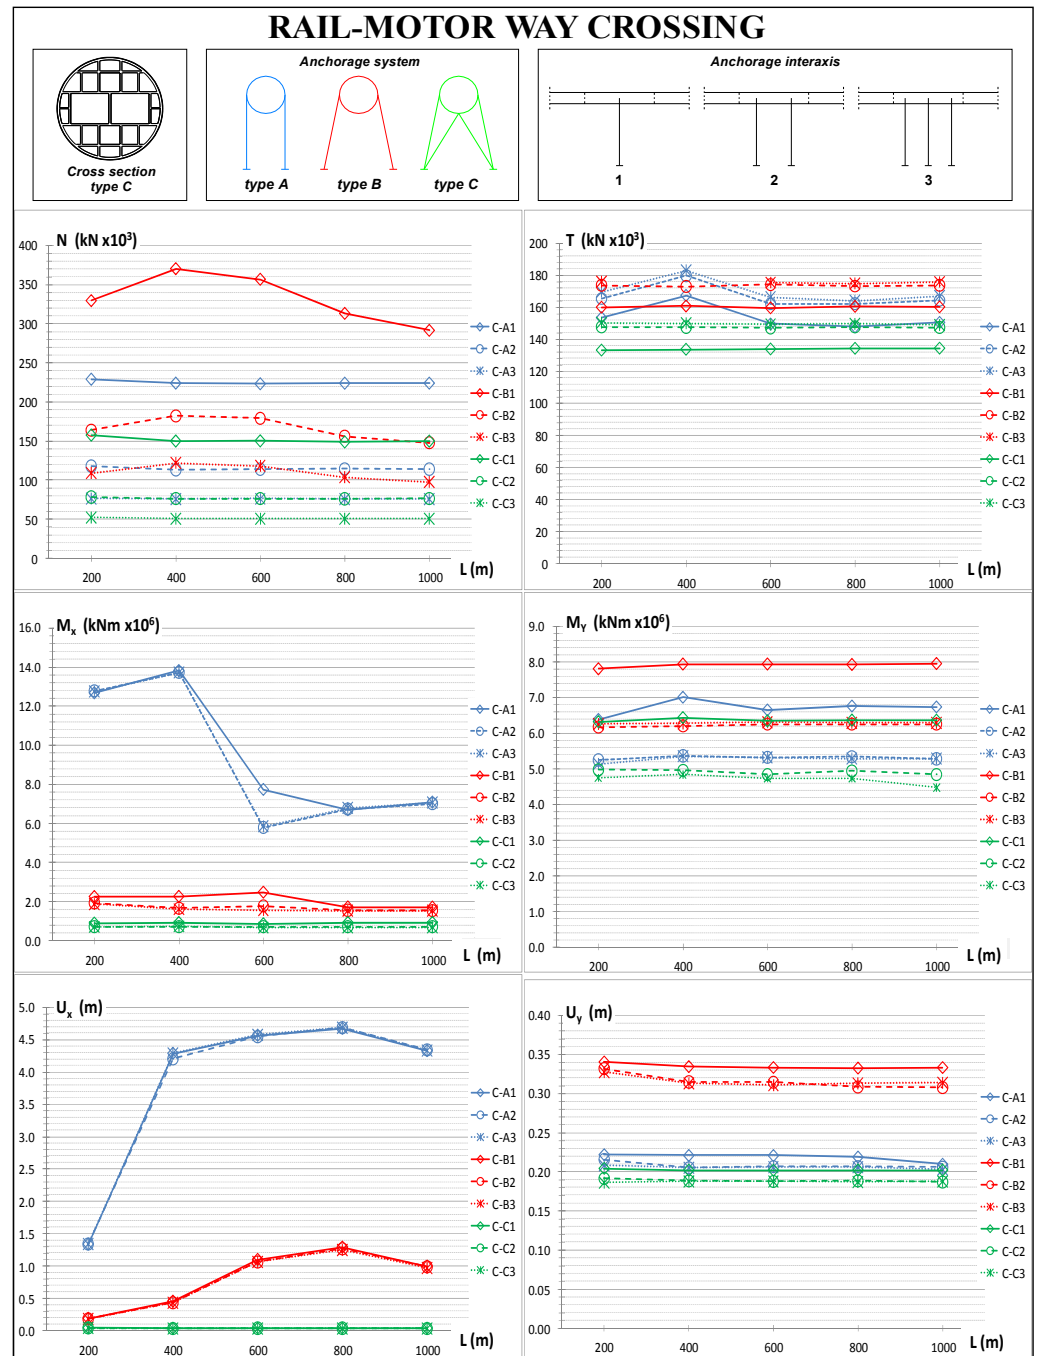 RAIL-MOTOR WAY CROSSING
Cross section
type C
Anchorage system
type A type B type C
Anchorage interaxis
1 2 3
N (kN x10³)
400
350
300
250
200
150
100
50
0
200 400 600 800 1000 L (m)
C-A1
C-A2
C-A3
C-B1
C-B2
C-B3
C-C1
C-C2
C-C3
T (kN x10³)
200
180
160
140
120
100
80
60
40
20
0
200 400 600 800 1000 L (m)
C-A1
C-A2
C-A3
C-B1
C-B2
C-B3
C-C1
C-C2
C-C3
Mx (kNm x10⁶)
16.0
14.0
12.0
10.0
8.0
6.0
4.0
2.0
0.0
200 400 600 800 1000 L (m)
C-A1
C-A2
C-A3
C-B1
C-B2
C-B3
C-C1
C-C2
C-C3
MY (kNm x10⁶)
9.0
8.0
7.0
6.0
5.0
4.0
3.0
2.0
1.0
0.0
200 400 600 800 1000 L (m)
C-A1
C-A2
C-A3
C-B1
C-B2
C-B3
C-C1
C-C2
C-C3
Ux (m)
5.0
4.5
4.0
3.5
3.0
2.5
2.0
1.5
1.0
0.5
0.0
200 400 600 800 1000 L (m)
C-A1
C-A2
C-A3
C-B1
C-B2
C-B3
C-C1
C-C2
C-C3
Uy (m)
0.40
0.35
0.30
0.25
0.20
0.15
0.10
0.05
0.00
200 400 600 800 1000 L (m)
C-A1
C-A2
C-A3
C-B1
C-B2
C-B3
C-C1
C-C2
C-C3